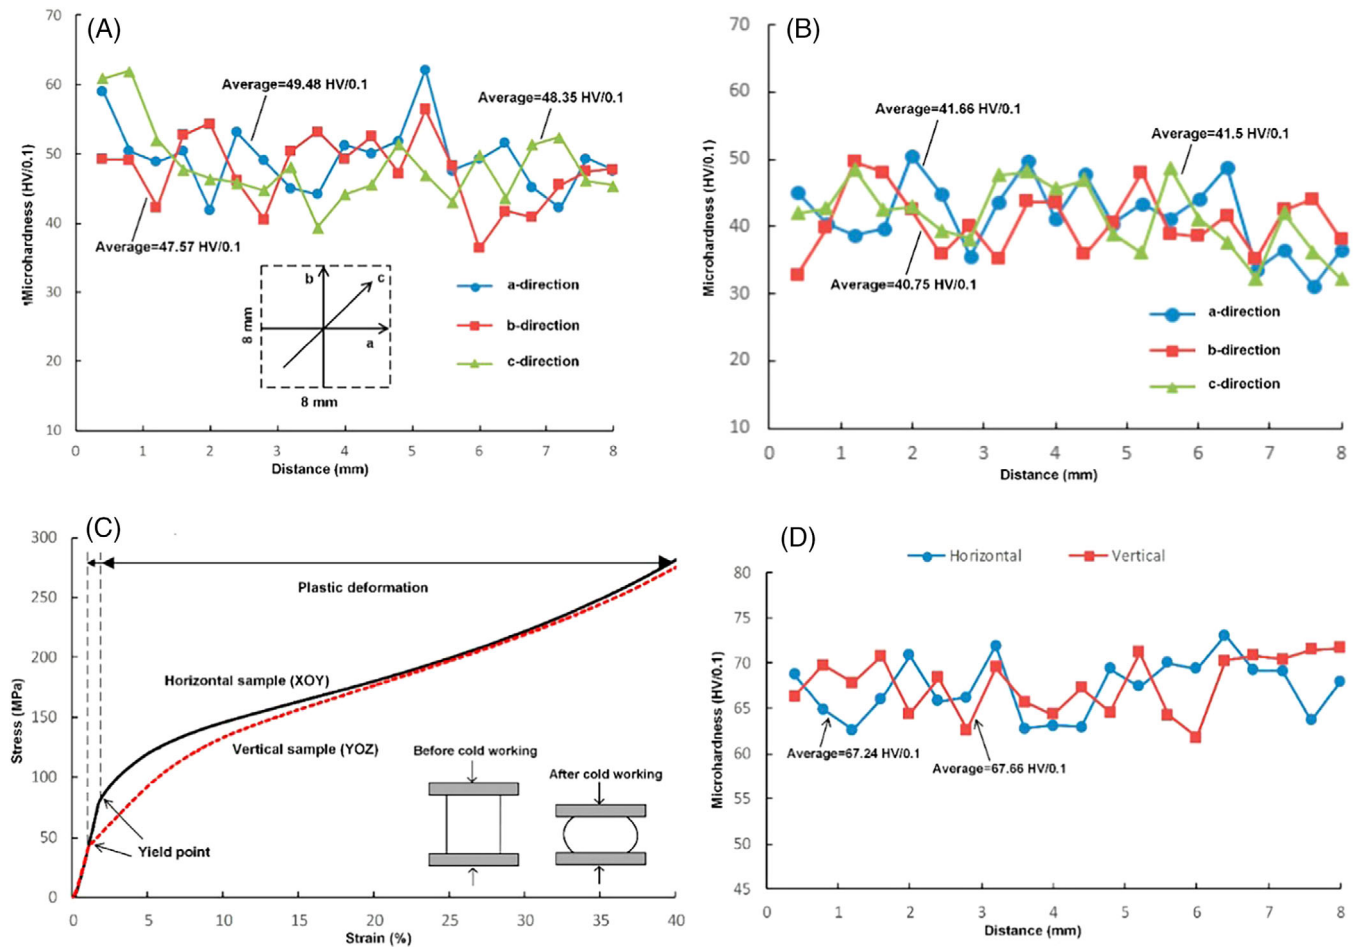 (A)
70
60
50
40
30
20
10
Microhardness (HV/0.1)
Average=49.48 HV/0.1
Average=48.35 HV/0.1
Average=47.57 HV/0.1
b
c
a
8 mm
8 mm
a-direction
b-direction
c-direction
0 1 2 3 4 5 6 7 8
Distance (mm)
(B)
70
60
50
40
30
20
10
Microhardness (HV/0.1)
Average=41.66 HV/0.1
Average=41.5 HV/0.1
Average=40.75 HV/0.1
a-direction
b-direction
c-direction
0 1 2 3 4 5 6 7 8
Distance (mm)
(C)
300
250
200
150
100
50
0
Stress (MPa)
Plastic deformation
Horizontal sample (XOY)
Vertical sample (YOZ)
Before cold working
After cold working
Yield point
0 5 10 15 20 25 30 35 40
Strain (%)
(D)
Horizontal
Vertical
80
75
70
65
60
55
50
45
Microhardness (HV/0.1)
Average=67.24 HV/0.1
Average=67.66 HV/0.1
0 1 2 3 4 5 6 7 8
Distance (mm)